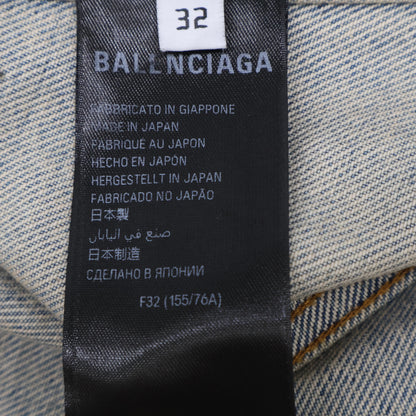 32
BALENCIAGA
FABBRICATO IN GIAPPONE
MADE IN JAPAN
FABRIQUE AU JAPON
HECHO EN JAPÓN
HERGESTELLT IN JAPAN
FABRICADO NO JAPÃO
日本製
صنع في اليابان
日本制造
СДЕЛАНО В ЯПОНИИ
F32 (155/76A)